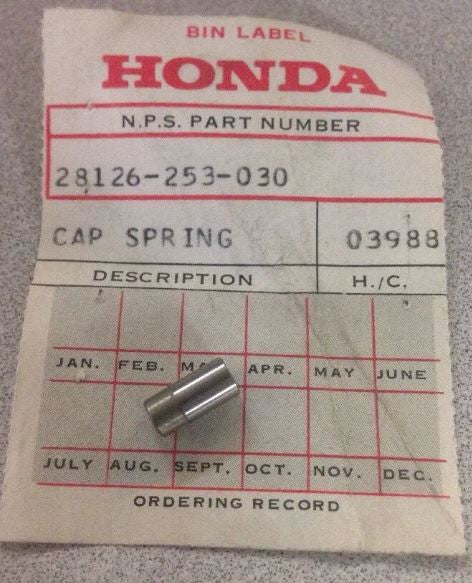 BIN LABEL
HONDA
N.P.S. PART NUMBER
28126-253-030
CAP SPRING 03988
DESCRIPTION H./C.
JAN. FEB. APR. MAY JUNE
JULY AUG. SEPT. OCT. NOV. DEC.
ORDERING RECORD